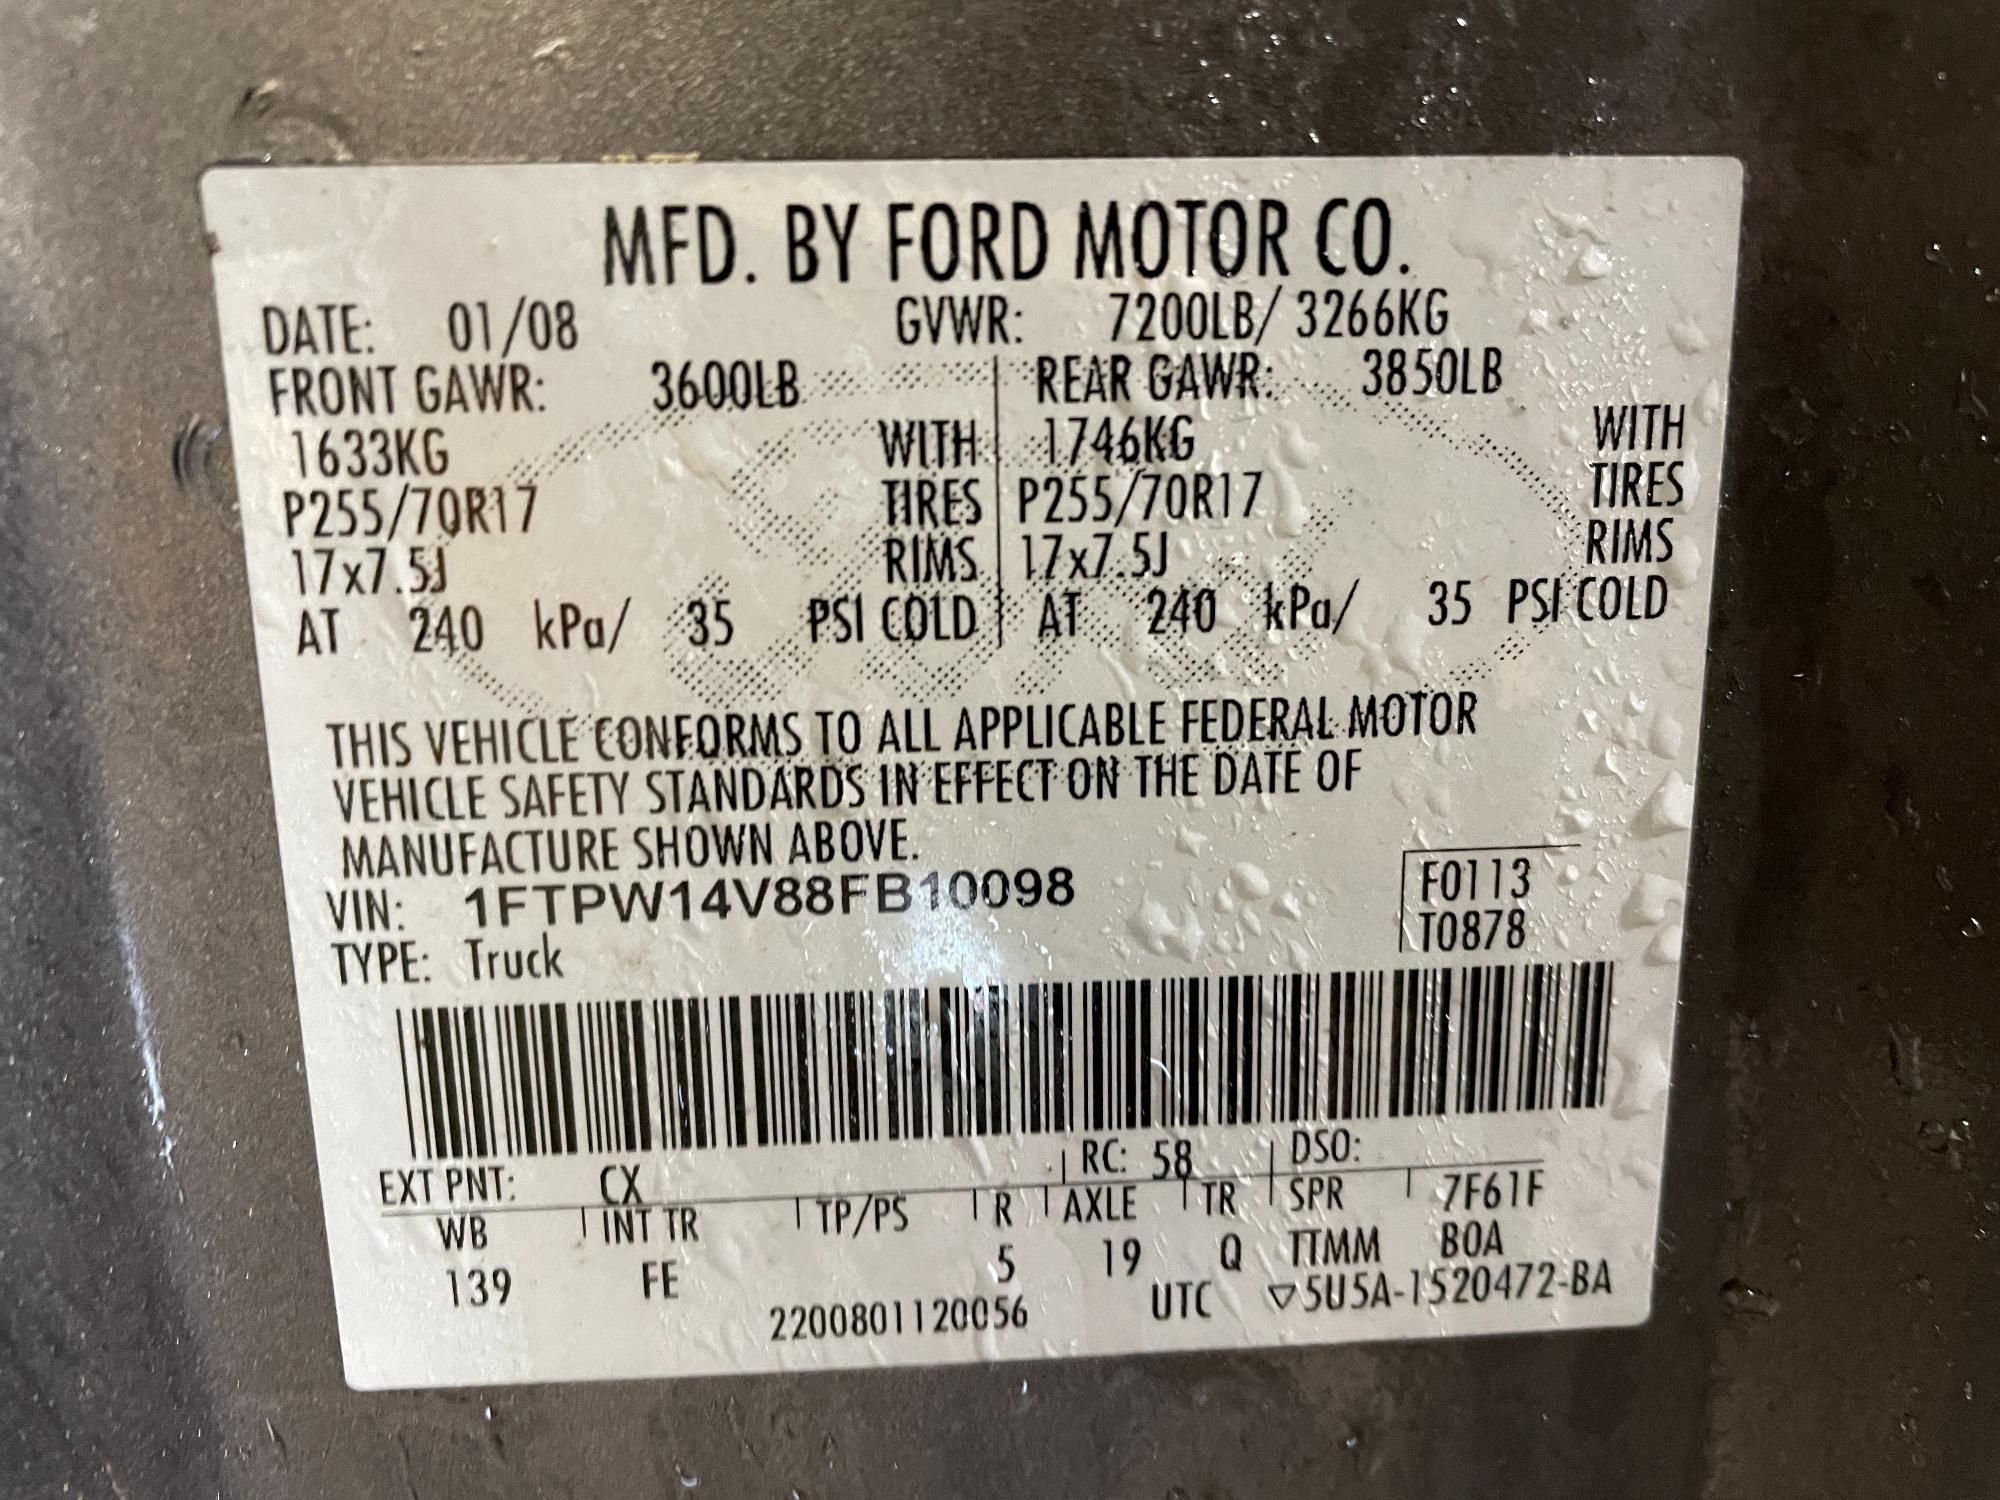 MFD. BY FORD MOTOR CO.
DATE: 01/08 GVWR: 7200LB/ 3266KG
FRONT GAWR: 3600LB REAR GAWR: 3850LB
1633KG WITH 1746KG WITH
P255/70R17 TIRES P255/70R17 TIRES
17x7.5J RIMS 17x7.5J RIMS
AT 240 kPa/ 35 PSI COLD AT 240 kPa/ 35 PSI COLD
THIS VEHICLE CONFORMS TO ALL APPLICABLE FEDERAL MOTOR
VEHICLE SAFETY STANDARDS IN EFFECT ON THE DATE OF
MANUFACTURE SHOWN ABOVE.
VIN: 1FTPW14V88FB10098 F0113
TYPE: Truck T0878
EXT PNT: CX RC: 58 DSO:
WB INT TR TP/PS R AXLE TR SPR 7F61F
139 FE 5 19 Q TTMM BOA
2200801120056 UTC ▽5U5A-1520472-BA